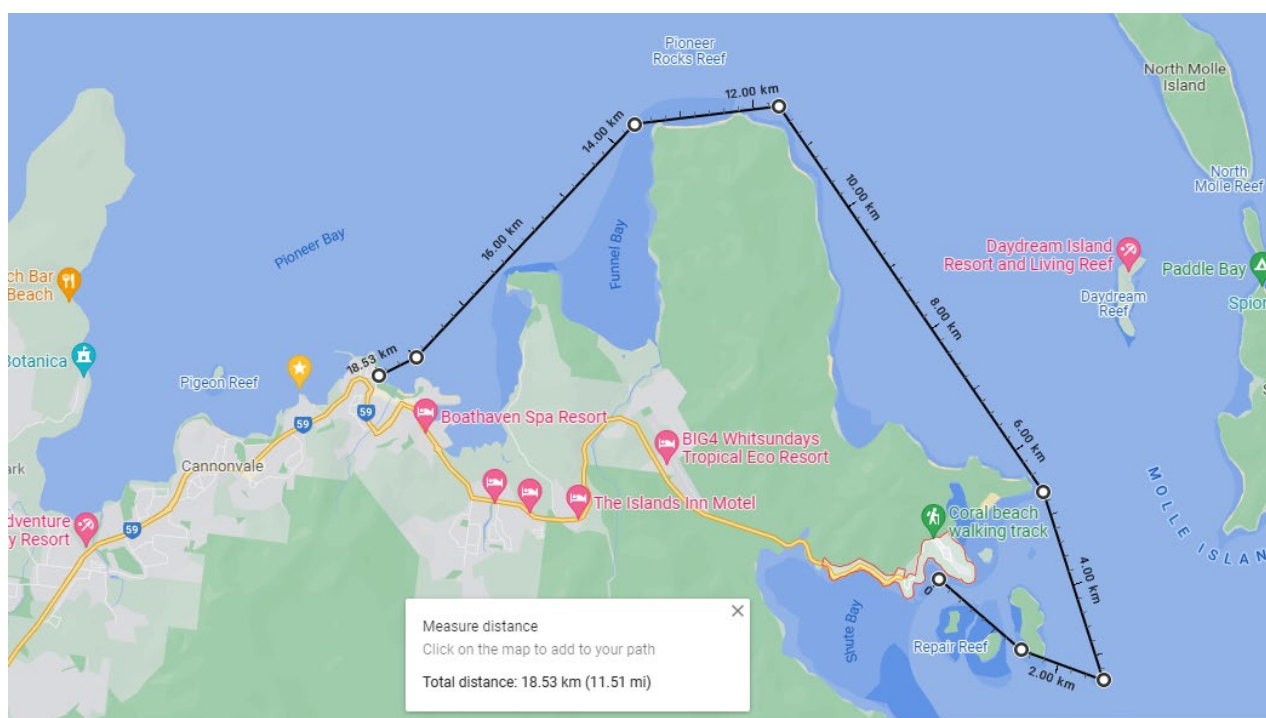 Pioneer
Rocks Reef
North Molle
Island
12.00 km
14.00 km
North
Molle Reef
10.00 km
Pioneer Bay
16.00 km
Funnel Bay
Daydream Island
Resort and Living Reef
Paddle Bay
ch Bar
Beach
Daydream
Reef
Spion
8.00 km
Botanica
18.53 km
Pigeon Reef
59
59
59
Boathaven Spa Resort
BIG4 Whitsundays
Tropical Eco Resort
6.00 km
Cannonvale
ark
The Islands Inn Motel
Coral beach
walking track
MOLLE ISLAN
dventure
y Resort
59
4.00 km
0
Shute Bay
Repair Reef
2.00 km
Measure distance
Click on the map to add to your path
Total distance: 18.53 km (11.51 mi)